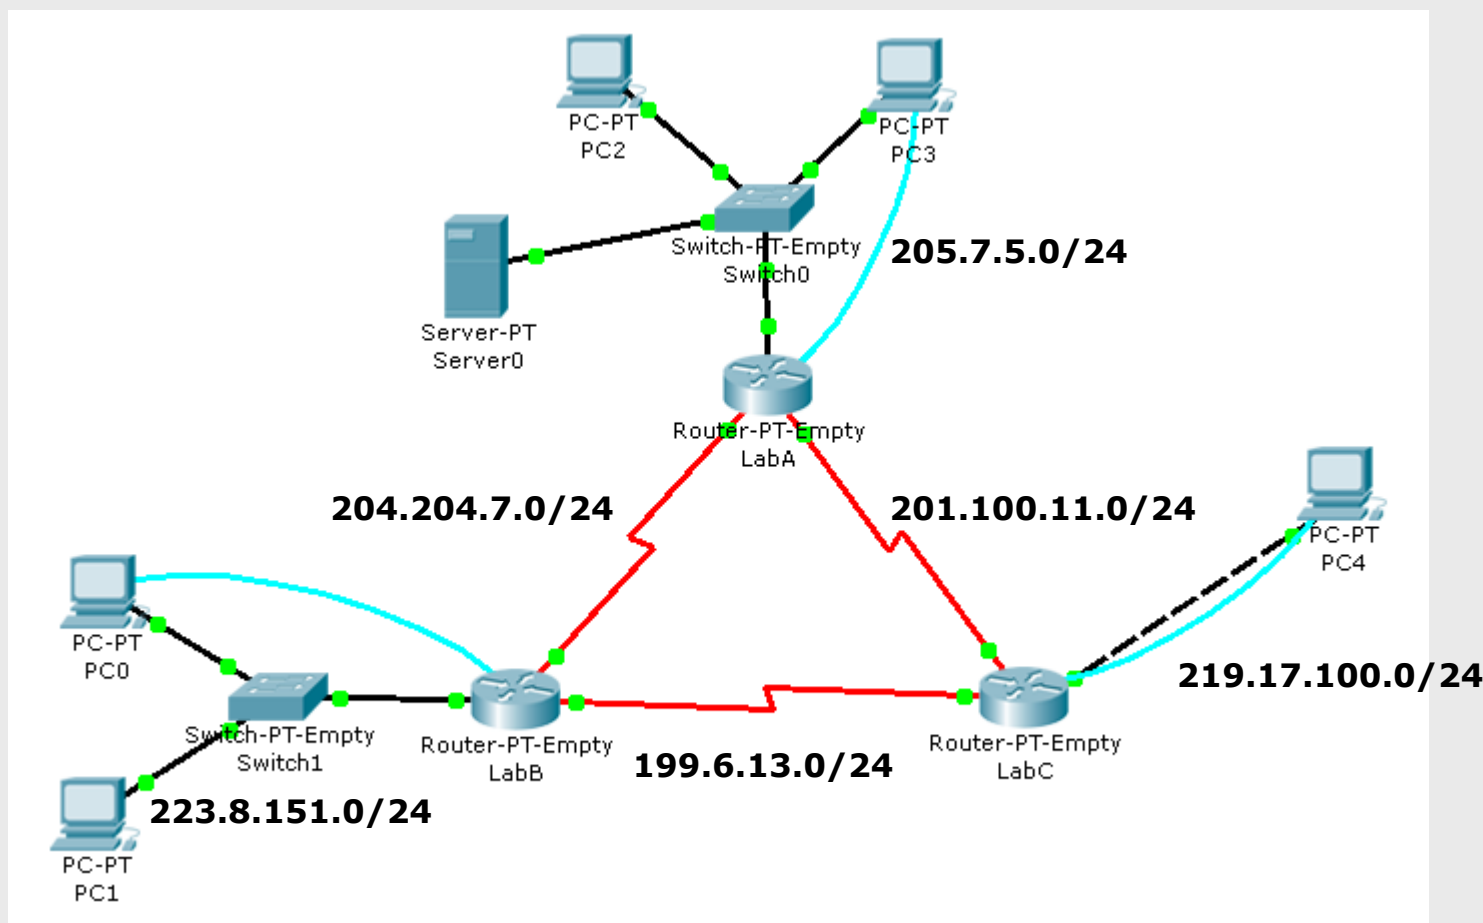 PC-PT
PC2
PC-PT
PC3
Switch-PT-Empty
Switch0
205.7.5.0/24
Server-PT
Server0
Router-PT-Empty
LabA
204.204.7.0/24
201.100.11.0/24
PC-PT
PC4
PC-PT
PC0
219.17.100.0/24
Switch-PT-Empty
Switch1
Router-PT-Empty
LabB
199.6.13.0/24
Router-PT-Empty
LabC
223.8.151.0/24
PC-PT
PC1